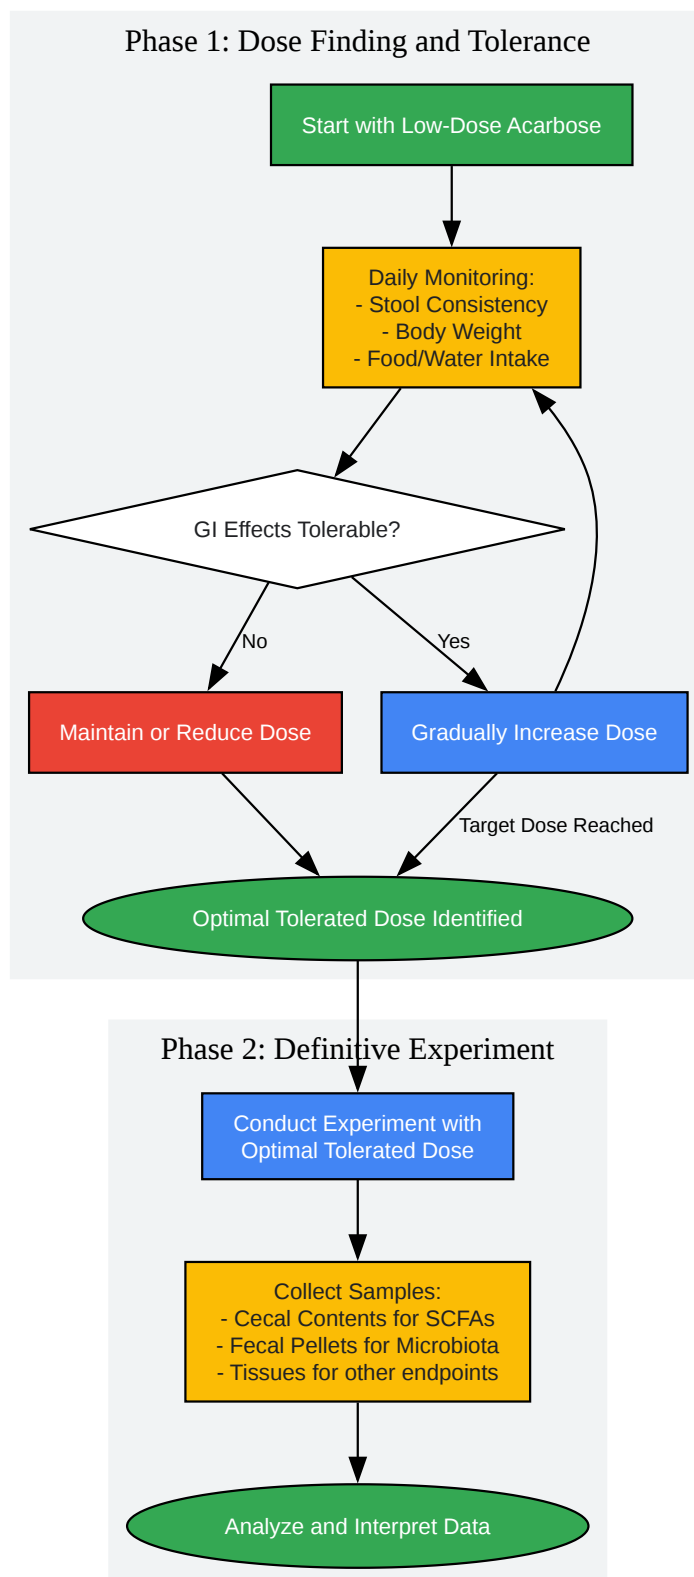 Phase 1: Dose Finding and Tolerance
Start with Low-Dose Acarbose
Daily Monitoring:
- Stool Consistency
- Body Weight
- Food/Water Intake
GI Effects Tolerable?
No
Yes
Maintain or Reduce Dose
Gradually Increase Dose
Target Dose Reached
Optimal Tolerated Dose Identified
Phase 2: Definitive Experiment
Conduct Experiment with
Optimal Tolerated Dose
Collect Samples:
- Cecal Contents for SCFAs
- Fecal Pellets for Microbiota
- Tissues for other endpoints
Analyze and Interpret Data